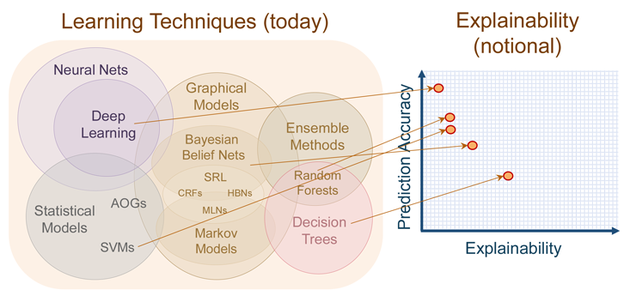 Learning Techniques (today)
Explainability
(notional)
Neural Nets
Graphical
Models
Deep
Learning
Ensemble
Methods
Bayesian
Belief Nets
SRL
Random
Forests
CRFs
HBNs
AOGs
MLNs
Statistical
Models
Decision
Trees
Markov
Models
SVMs
Prediction Accuracy
Explainability